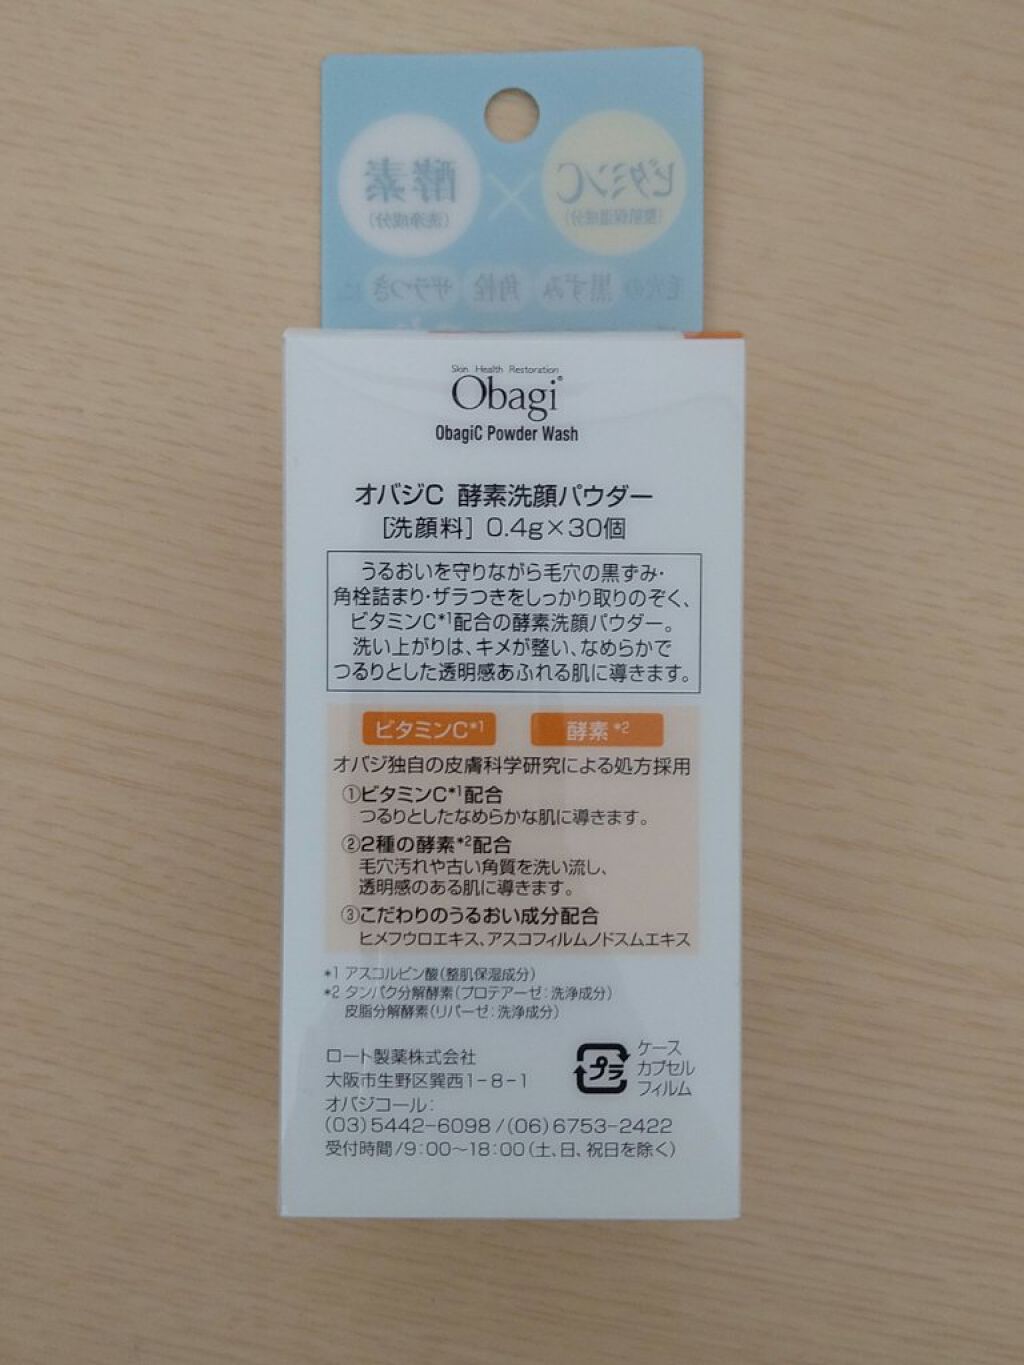 酵素
(洗浄成分)
×
ビタミンC
(整肌保湿成分)
毛穴の黒ずみ 角栓 ザラつきに
Skin Health Restoration
Obagi®
ObagiC Powder Wash
オバジC 酵素洗顔パウダー
[洗顔料] 0.4g×30個
うるおいを守りながら毛穴の黒ずみ・
角栓詰まり・ザラつきをしっかり取りのぞく、
ビタミンC*1配合の酵素洗顔パウダー。
洗い上がりは、キメが整い、なめらかで
つるりとした透明感あふれる肌に導きます。
ビタミンC*1 酵素*2
オバジ独自の皮膚科学研究による処方採用
①ビタミンC*1配合
つるりとしたなめらかな肌に導きます。
②2種の酵素*2配合
毛穴汚れや古い角質を洗い流し、
透明感のある肌に導きます。
③こだわりのうるおい成分配合
ヒメフウロエキス、アスコフィルムノドスムエキス
*1 アスコルビン酸(整肌保湿成分)
*2 タンパク分解酵素(プロテアーゼ:洗浄成分)
皮脂分解酵素(リパーゼ:洗浄成分)
ロート製薬株式会社
大阪市生野区巽西1-8-1
オバジコール:
(03)5442-6098/(06)6753-2422
受付時間/9:00～18:00(土、日、祝日を除く)
プラ
ケース
カプセル
フィルム